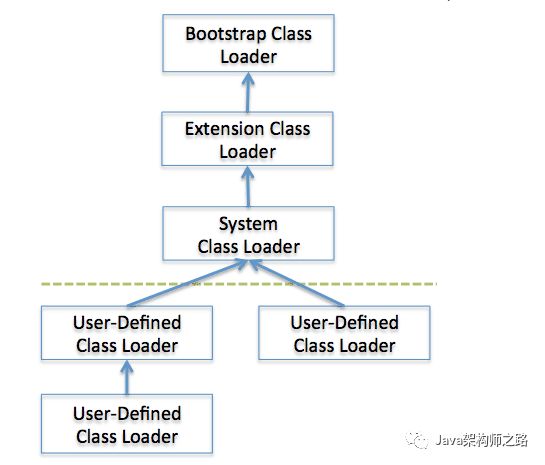 Bootstrap Class
Loader
Extension Class
Loader
System
Class Loader
User-Defined
Class Loader
User-Defined
Class Loader
User-Defined
Class Loader
Java架构师之路